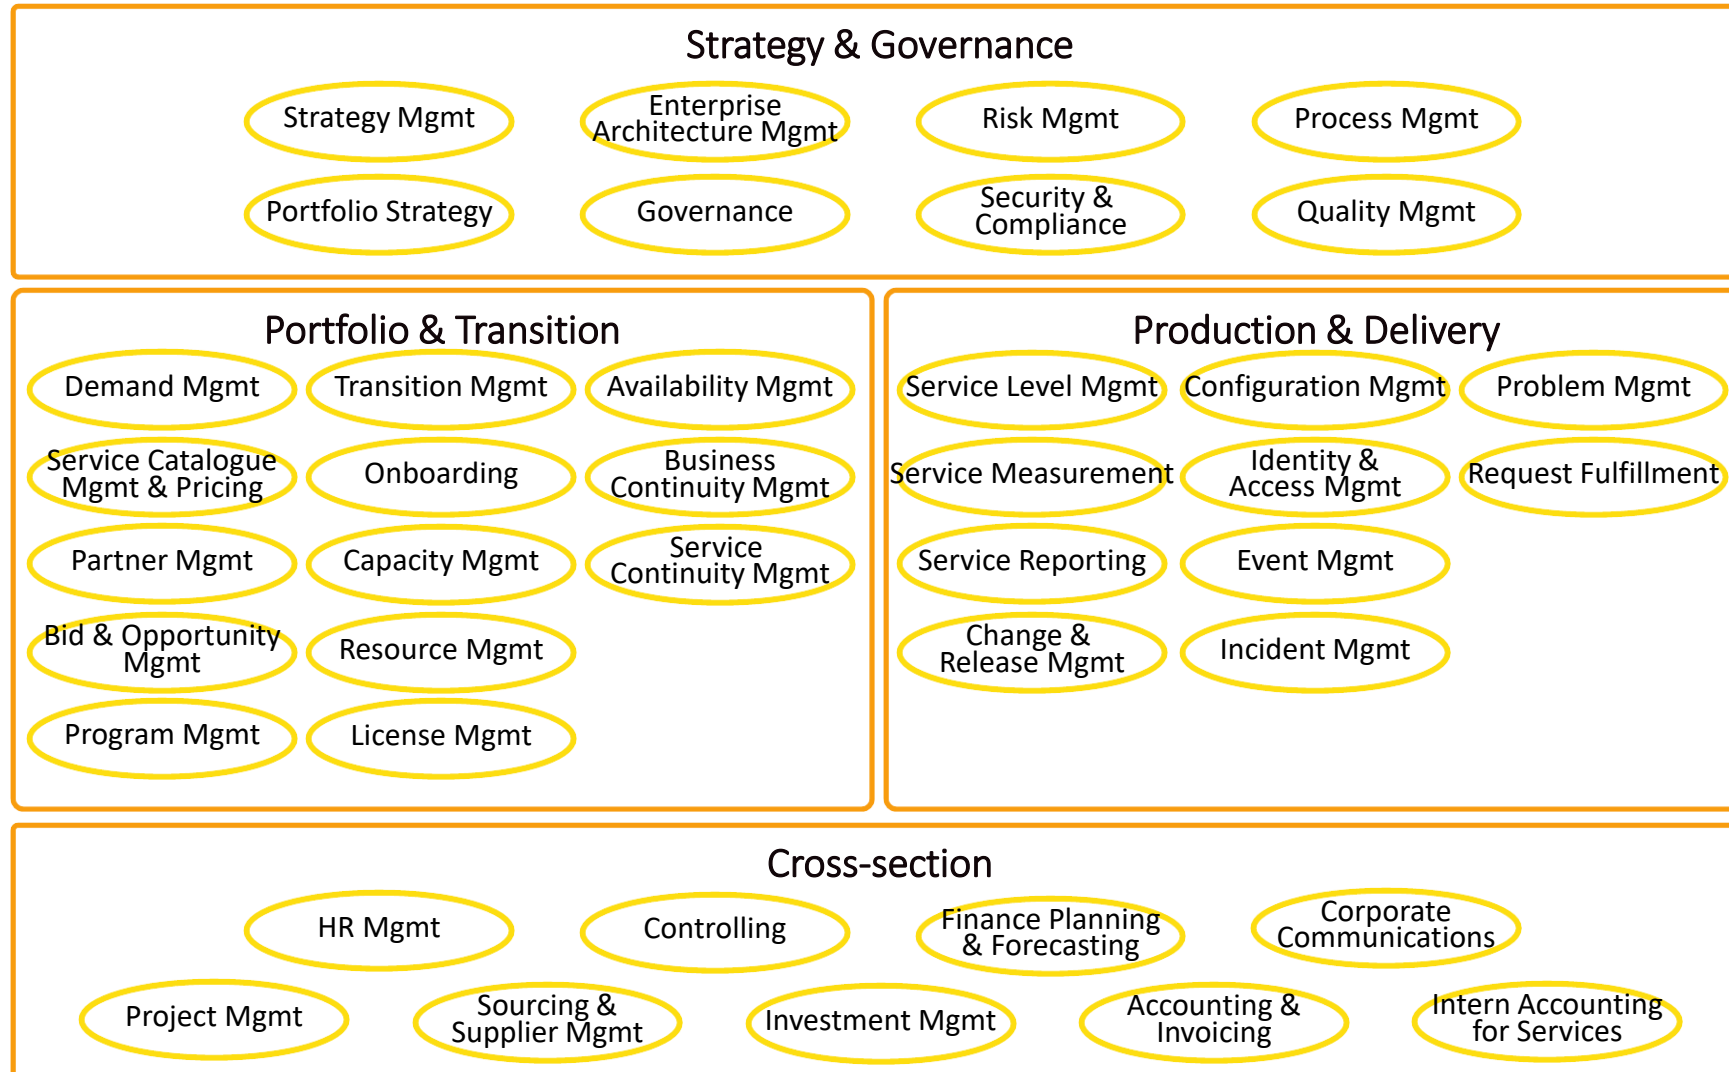 Strategy & Governance
Strategy Mgmt
Enterprise
Architecture Mgmt
Risk Mgmt
Process Mgmt
Portfolio Strategy
Governance
Security &
Compliance
Quality Mgmt
Portfolio & Transition
Demand Mgmt
Transition Mgmt
Availability Mgmt
Service Catalogue
Mgmt & Pricing
Onboarding
Business
Continuity Mgmt
Partner Mgmt
Capacity Mgmt
Service
Continuity Mgmt
Bid & Opportunity
Mgmt
Resource Mgmt
Program Mgmt
License Mgmt
Production & Delivery
Service Level Mgmt
Configuration Mgmt
Problem Mgmt
Service Measurement
Identity &
Access Mgmt
Request Fulfillment
Service Reporting
Event Mgmt
Change &
Release Mgmt
Incident Mgmt
Cross-section
HR Mgmt
Controlling
Finance Planning
& Forecasting
Corporate
Communications
Project Mgmt
Sourcing &
Supplier Mgmt
Investment Mgmt
Accounting &
Invoicing
Intern Accounting
for Services